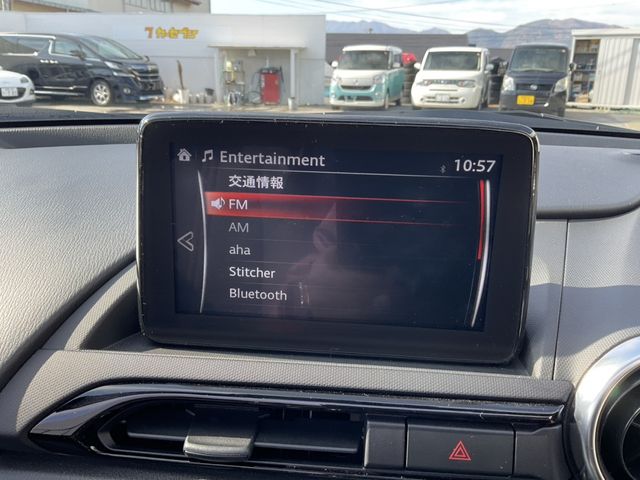 Entertainment
10:57
交通情報
FM
AM
aha
Stitcher
Bluetooth